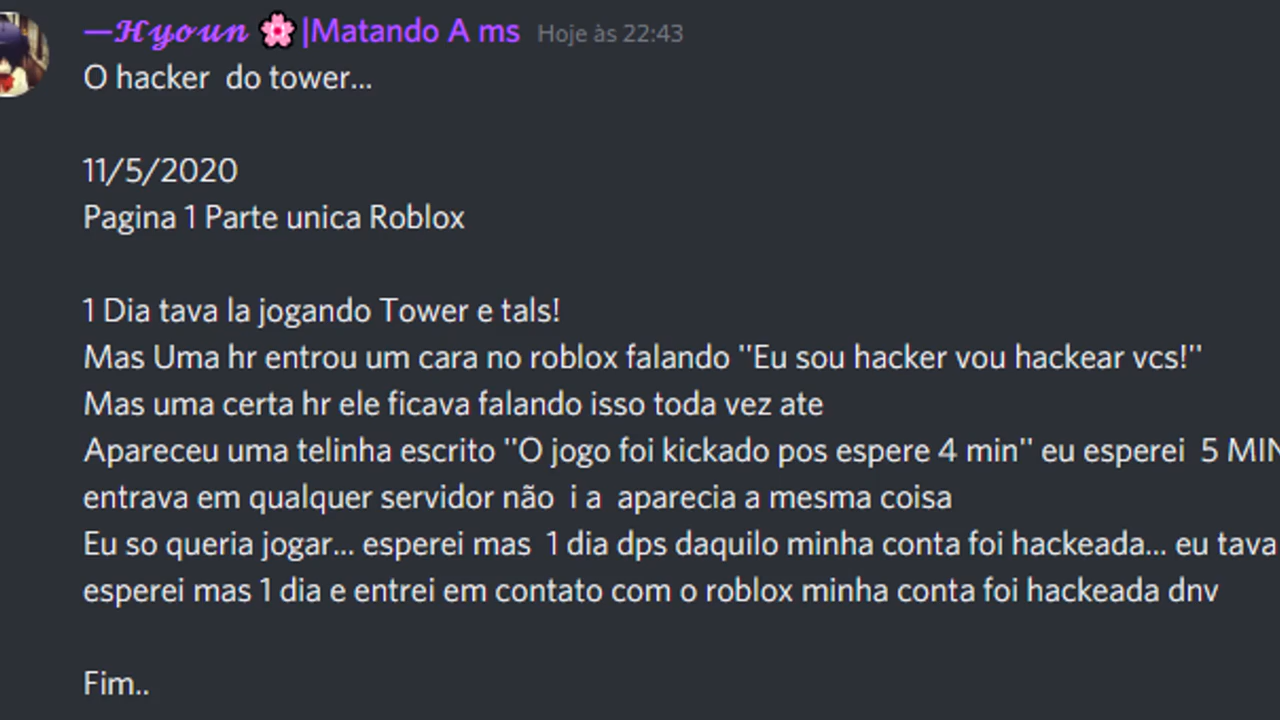 —𝓗𝔂𝓸𝓾𝓷 🌸|Matando A ms Hoje às 22:43
O hacker  do tower...
11/5/2020
Pagina 1 Parte unica Roblox
1 Dia tava la jogando Tower e tals!
Mas Uma hr entrou um cara no roblox falando ''Eu sou hacker vou hackear vcs!''
Mas uma certa hr ele ficava falando isso toda vez ate
Apareceu uma telinha escrito ''O jogo foi kickado pos espere 4 min'' eu esperei  5 MIN
entrava em qualquer servidor não  i a  aparecia a mesma coisa
Eu so queria jogar... esperei mas  1 dia dps daquilo minha conta foi hackeada... eu tava
esperei mas 1 dia e entrei em contato com o roblox minha conta foi hackeada dnv
Fim..